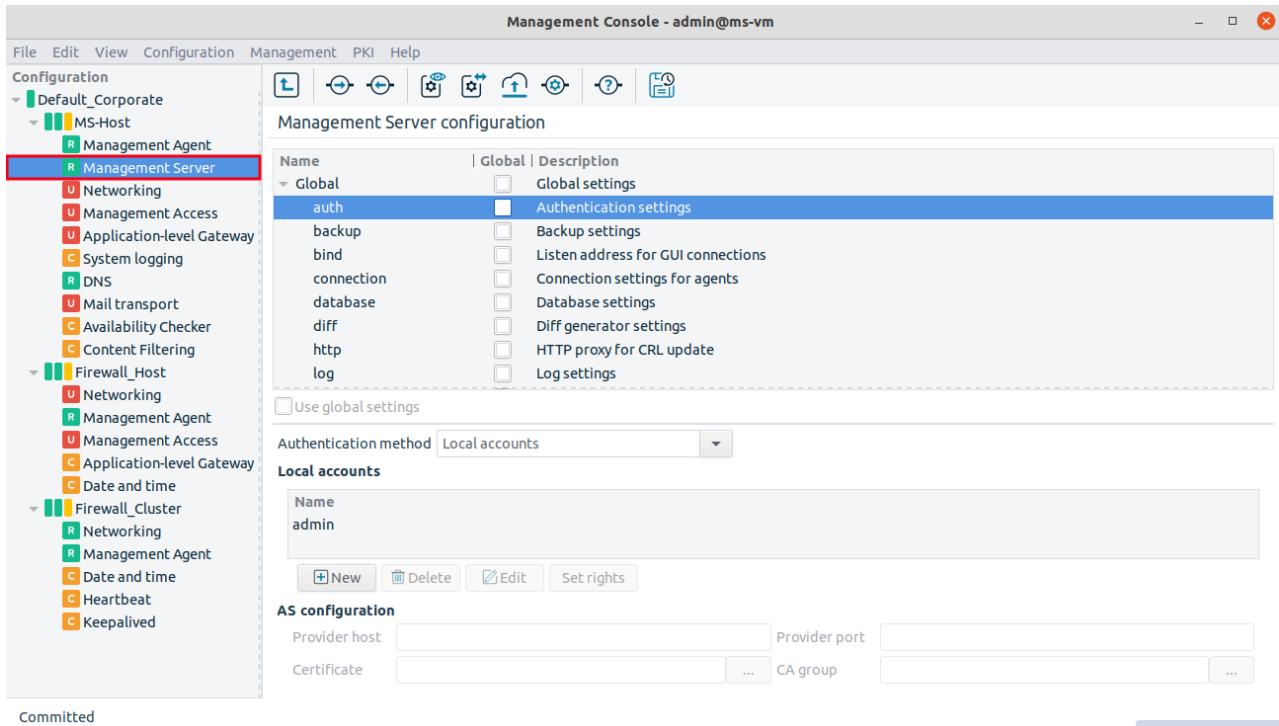 Management Console - admin@ms-vm
File Edit View Configuration Management PKI Help
Configuration
Default_Corporate
MS-Host
R Management Agent
R Management Server
U Networking
U Management Access
U Application-level Gateway
C System logging
R DNS
U Mail transport
C Availability Checker
C Content Filtering
Firewall_Host
U Networking
R Management Agent
U Management Access
C Application-level Gateway
C Date and time
Firewall_Cluster
R Networking
R Management Agent
C Date and time
C Heartbeat
C Keepalived
Management Server configuration
Name Global Description
Global Global settings
auth Authentication settings
backup Backup settings
bind Listen address for GUI connections
connection Connection settings for agents
database Database settings
diff Diff generator settings
http HTTP proxy for CRL update
log Log settings
Use global settings
Authentication method Local accounts
Local accounts
Name
admin
New Delete Edit Set rights
AS configuration
Provider host Provider port
Certificate ... CA group ...
Committed